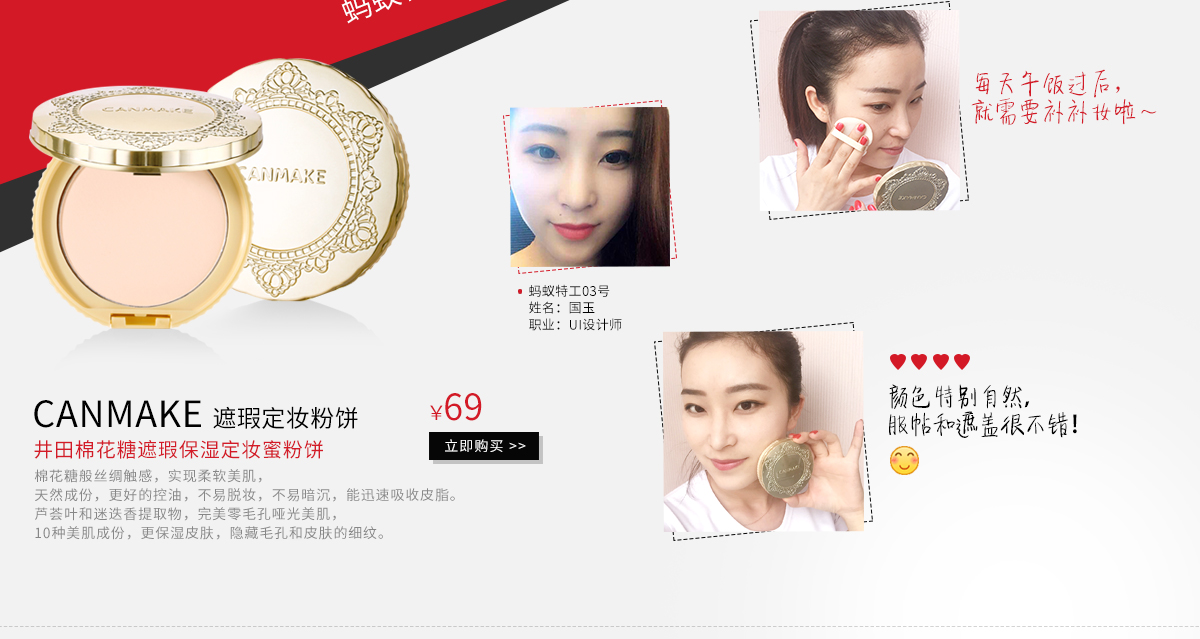 蚂蚁
CANMAKE
CANMAKE
每天午饭过后,
就需要补补妆啦~
CANMAKE
蚂蚁特工03号
姓名：国玉
职业：UI设计师
颜色特别自然,
服帖和遮盖很不错!
CANMAKE 遮瑕定妆粉饼
¥69
井田棉花糖遮瑕保湿定妆蜜粉饼
立即购买 >>
棉花糖般丝绸触感，实现柔软美肌，
天然成份，更好的控油，不易脱妆，不易暗沉，能迅速吸收皮脂。
芦荟叶和迷迭香提取物，完美零毛孔哑光美肌，
10种美肌成份，更保湿皮肤，隐藏毛孔和皮肤的细纹。